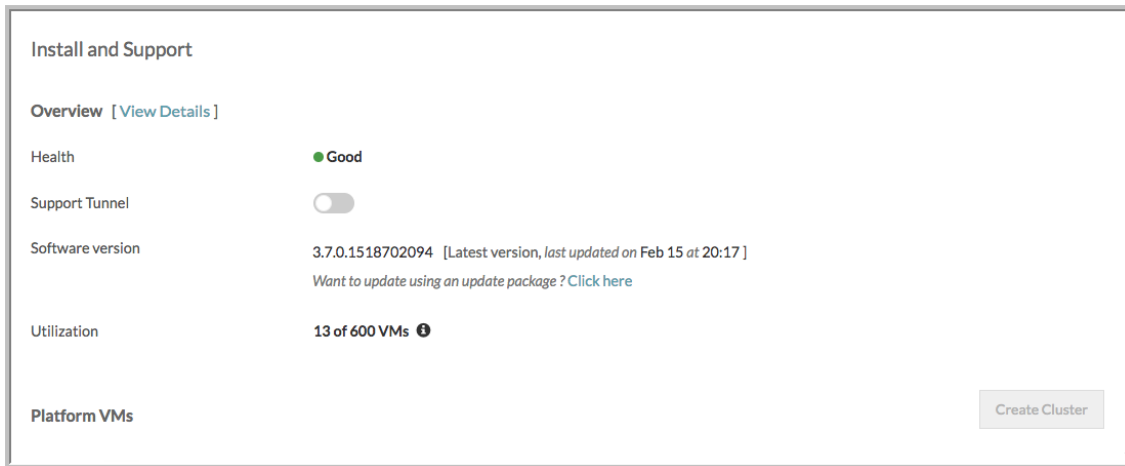 Install and Support
Overview [ View Details ]
Health Good
Support Tunnel
Software version 3.7.0.1518702094 [Latest version, last updated on Feb 15 at 20:17 ]
Want to update using an update package ? Click here
Utilization 13 of 600 VMs
Platform VMs Create Cluster